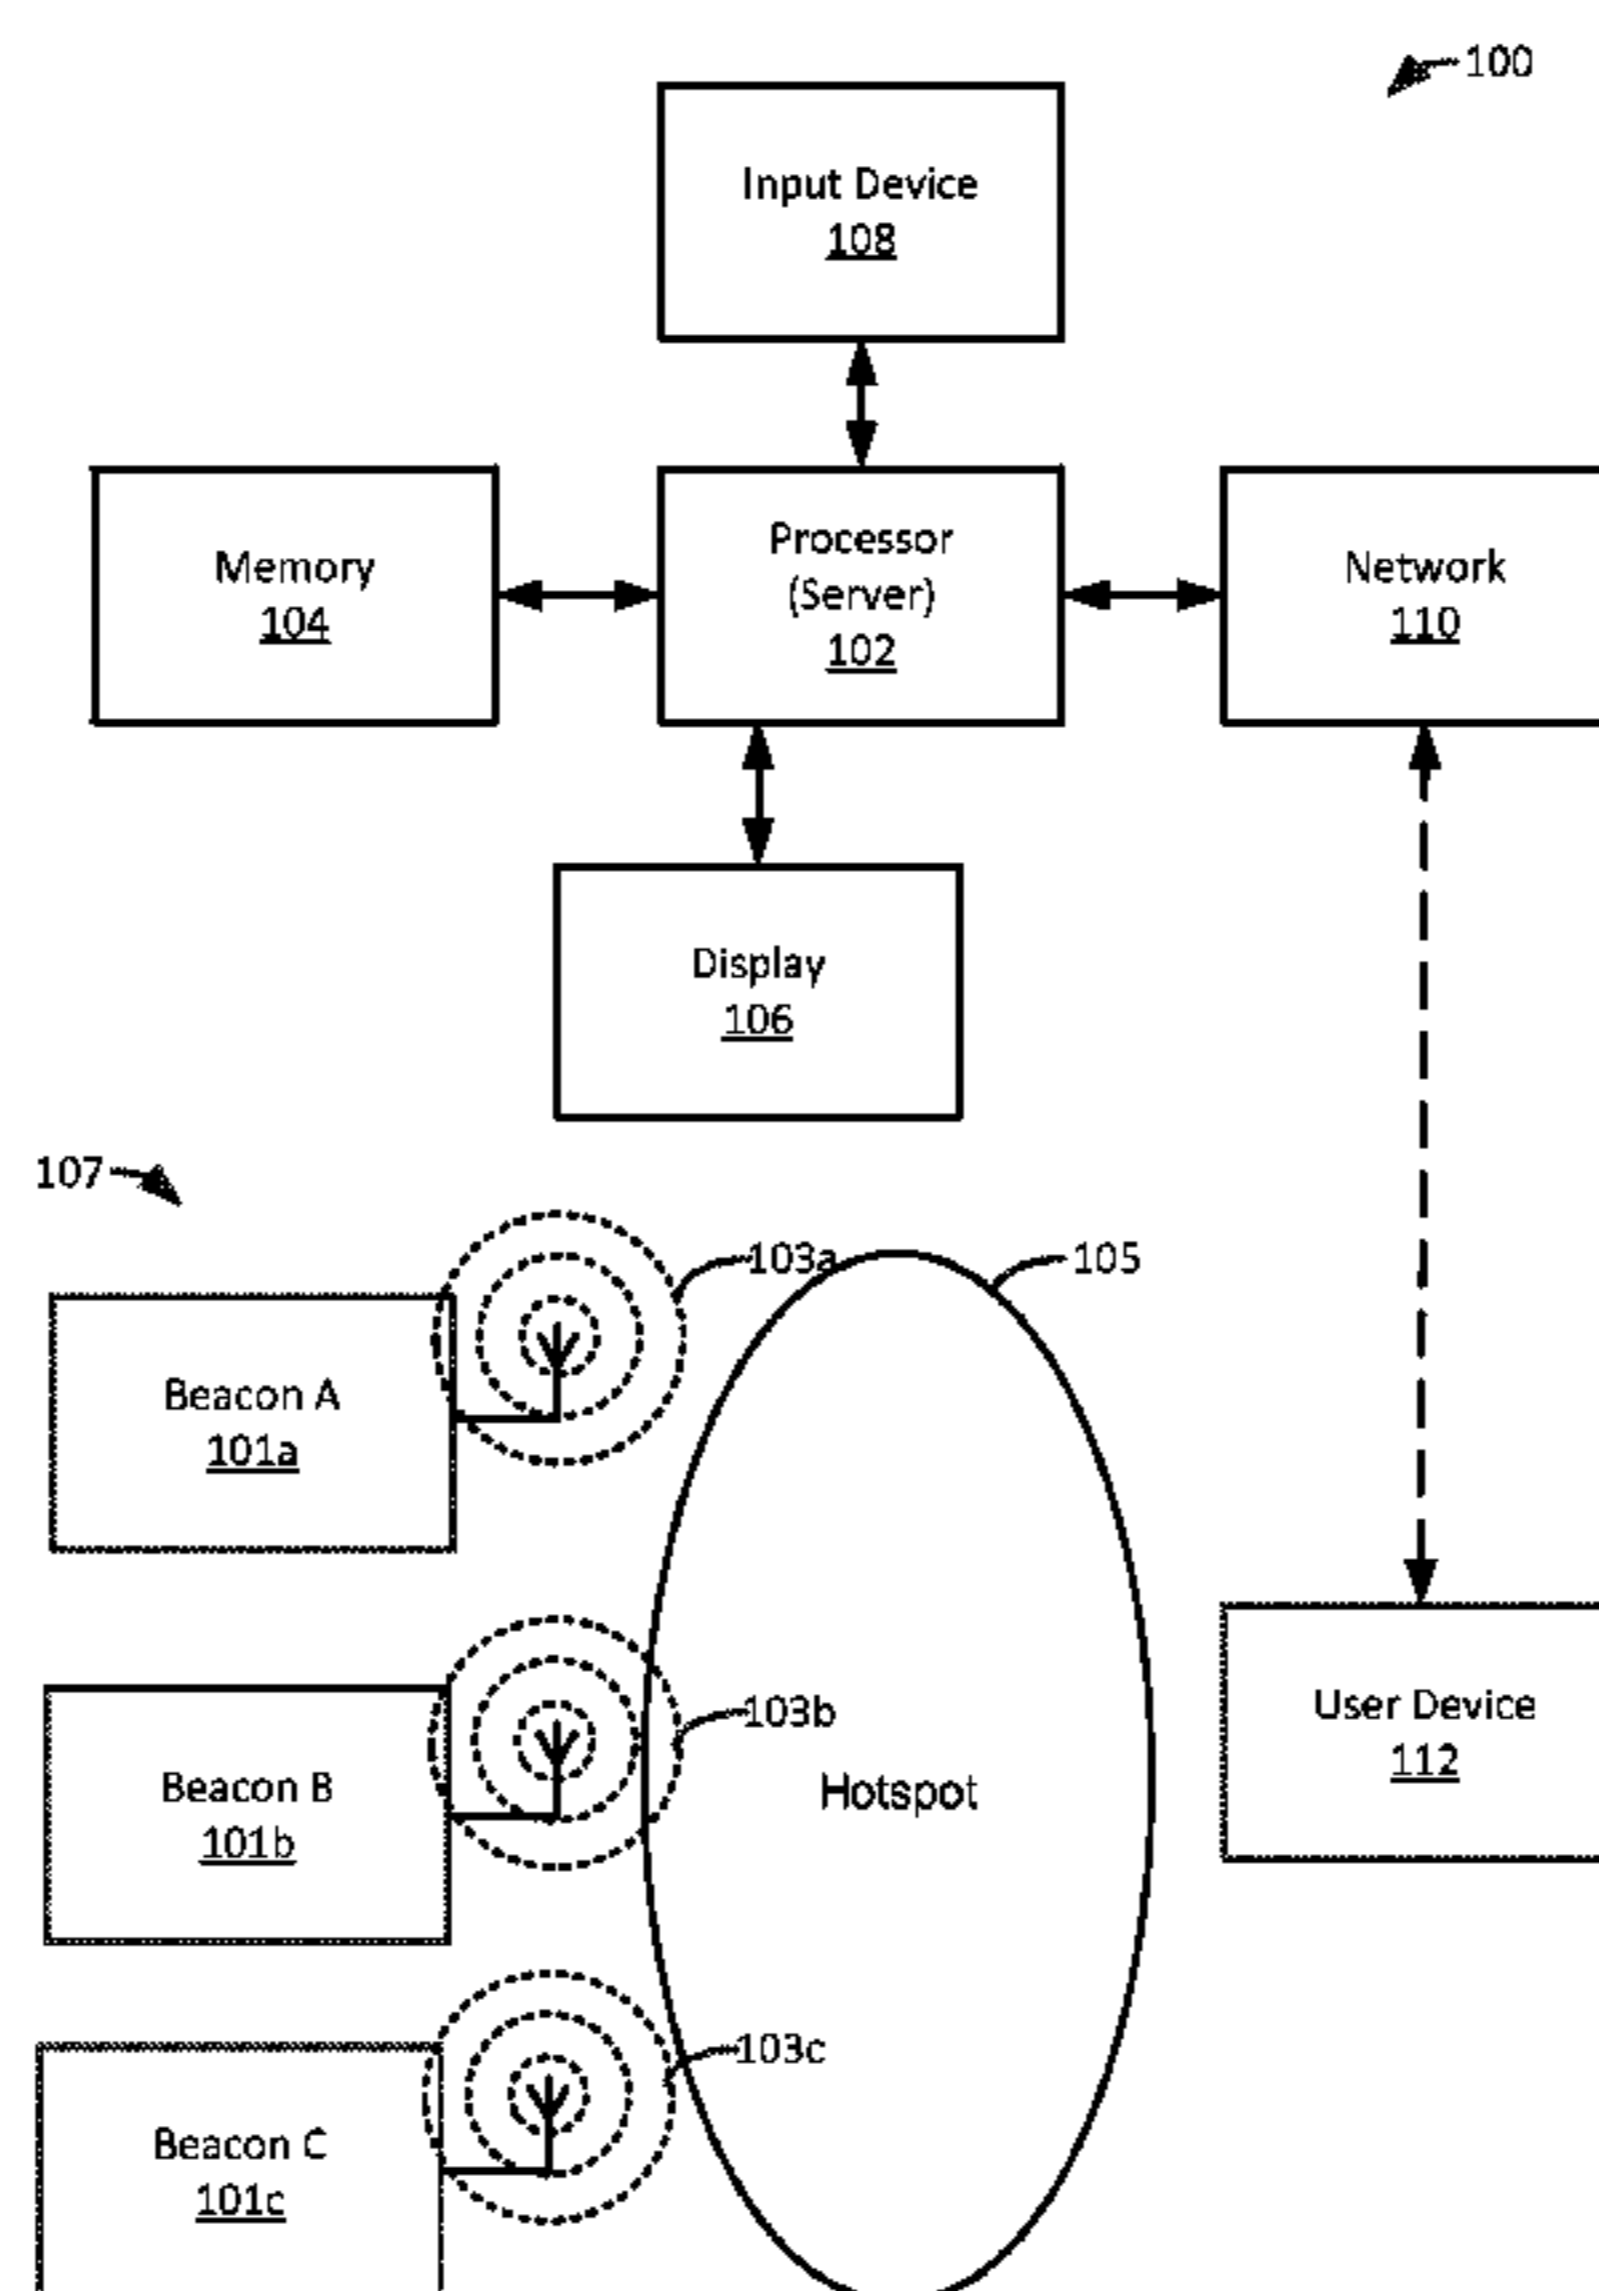 100
Input Device
108
Memory
104
Processor
(Server)
102
Network
110
Display
106
107
103a
105
Beacon A
101a
103b
User Device
112
Beacon B
101b
Hotspot
103c
Beacon C
101c